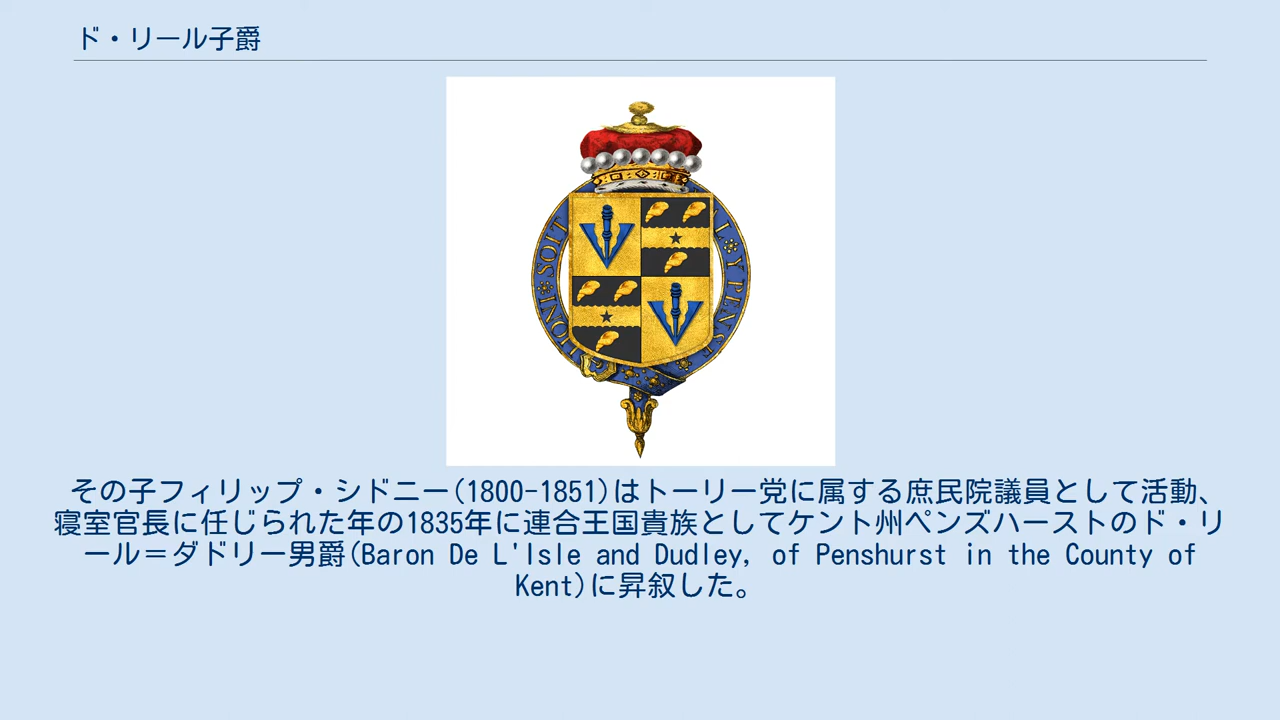 ド・リール子爵
HONI SOIT
L Y PENSE
その子フィリップ・シドニー(1800-1851)はトーリー党に属する庶民院議員として活動、
寝室官長に任じられた年の1835年に連合王国貴族としてケント州ペンズハーストのド・リ
ール＝ダドリー男爵(Baron De L'Isle and Dudley, of Penshurst in the County of
Kent)に昇叙した。